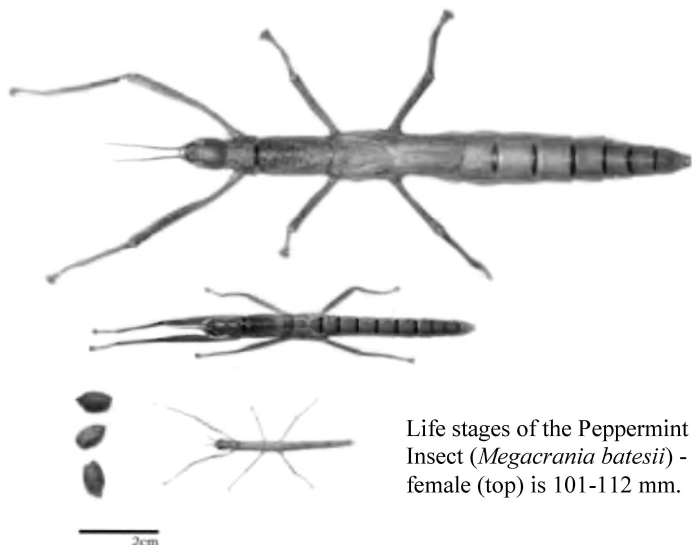 Life stages of the Peppermint
Insect (Megacrania batesii) -
female (top) is 101-112 mm.
2cm